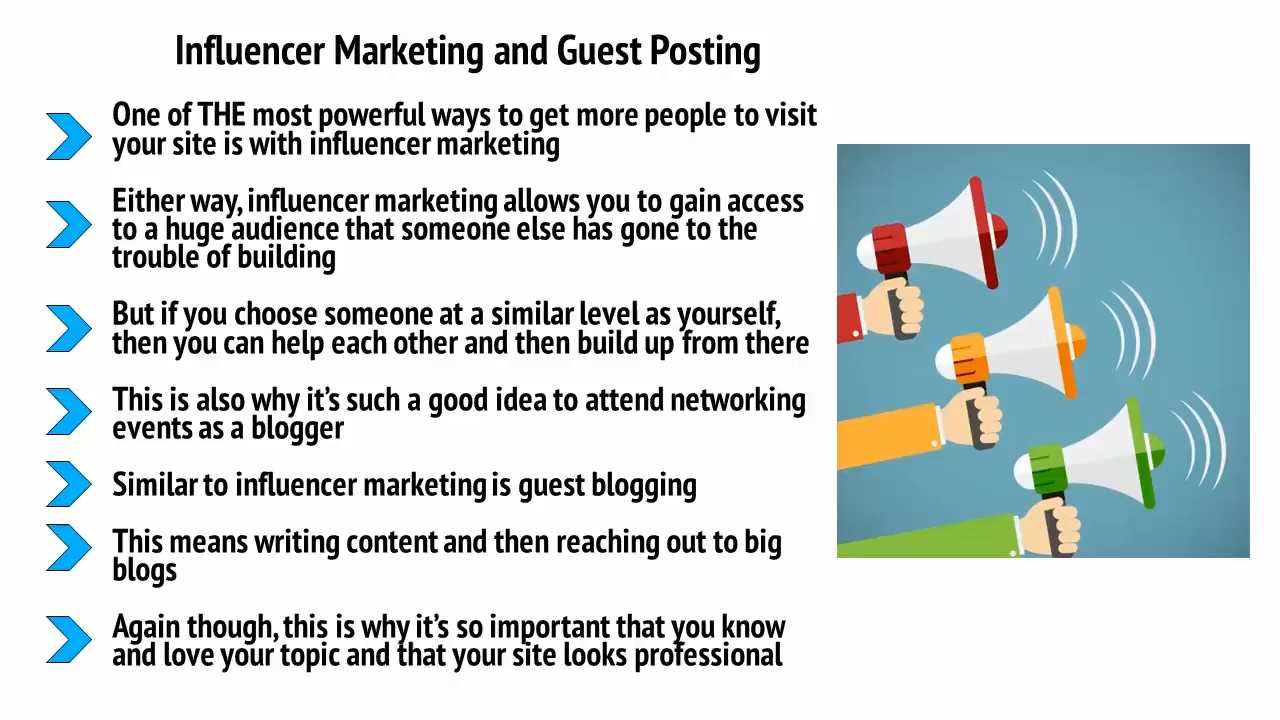 Influencer Marketing and Guest Posting
One of THE most powerful ways to get more people to visit
your site is with influencer marketing
Either way, influencer marketing allows you to gain access
to a huge audience that someone else has gone to the
trouble of building
But if you choose someone at a similar level as yourself,
then you can help each other and then build up from there
This is also why it’s such a good idea to attend networking
events as a blogger
Similar to influencer marketing is guest blogging
This means writing content and then reaching out to big
blogs
Again though, this is why it’s so important that you know
and love your topic and that your site looks professional